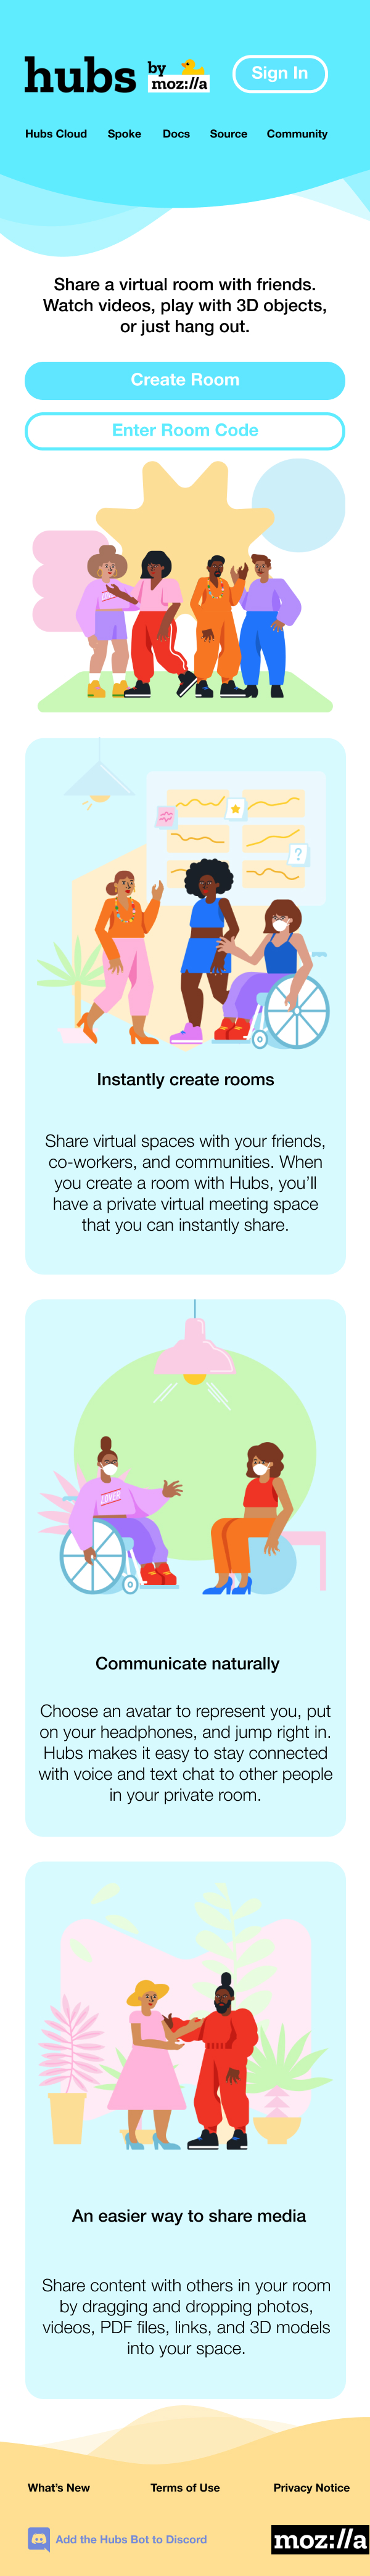 hubs by moz://a
Sign In
Hubs Cloud Spoke Docs Source Community
Share a virtual room with friends.
Watch videos, play with 3D objects,
or just hang out.
Create Room
Enter Room Code
?
Instantly create rooms
Share virtual spaces with your friends,
co-workers, and communities. When
you create a room with Hubs, you’ll
have a private virtual meeting space
that you can instantly share.
LOVER
Communicate naturally
Choose an avatar to represent you, put
on your headphones, and jump right in.
Hubs makes it easy to stay connected
with voice and text chat to other people
in your private room.
An easier way to share media
Share content with others in your room
by dragging and dropping photos,
videos, PDF files, links, and 3D models
into your space.
What’s New Terms of Use Privacy Notice
Add the Hubs Bot to Discord
moz://a